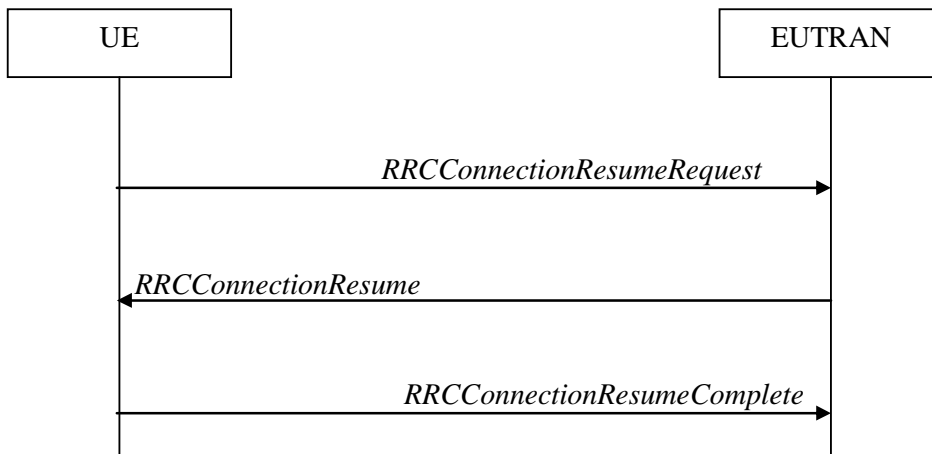 UE
EUTRAN
RRCConnectionResumeRequest
RRCConnectionResume
RRCConnectionResumeComplete